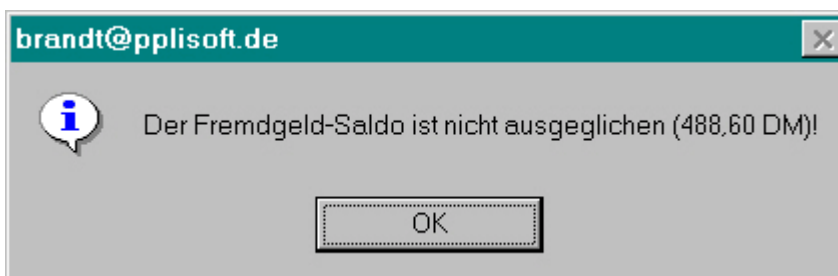 brandt@pplisoft.de
Der Fremdgeld-Saldo ist nicht ausgeglichen (488,60 DM)!
OK